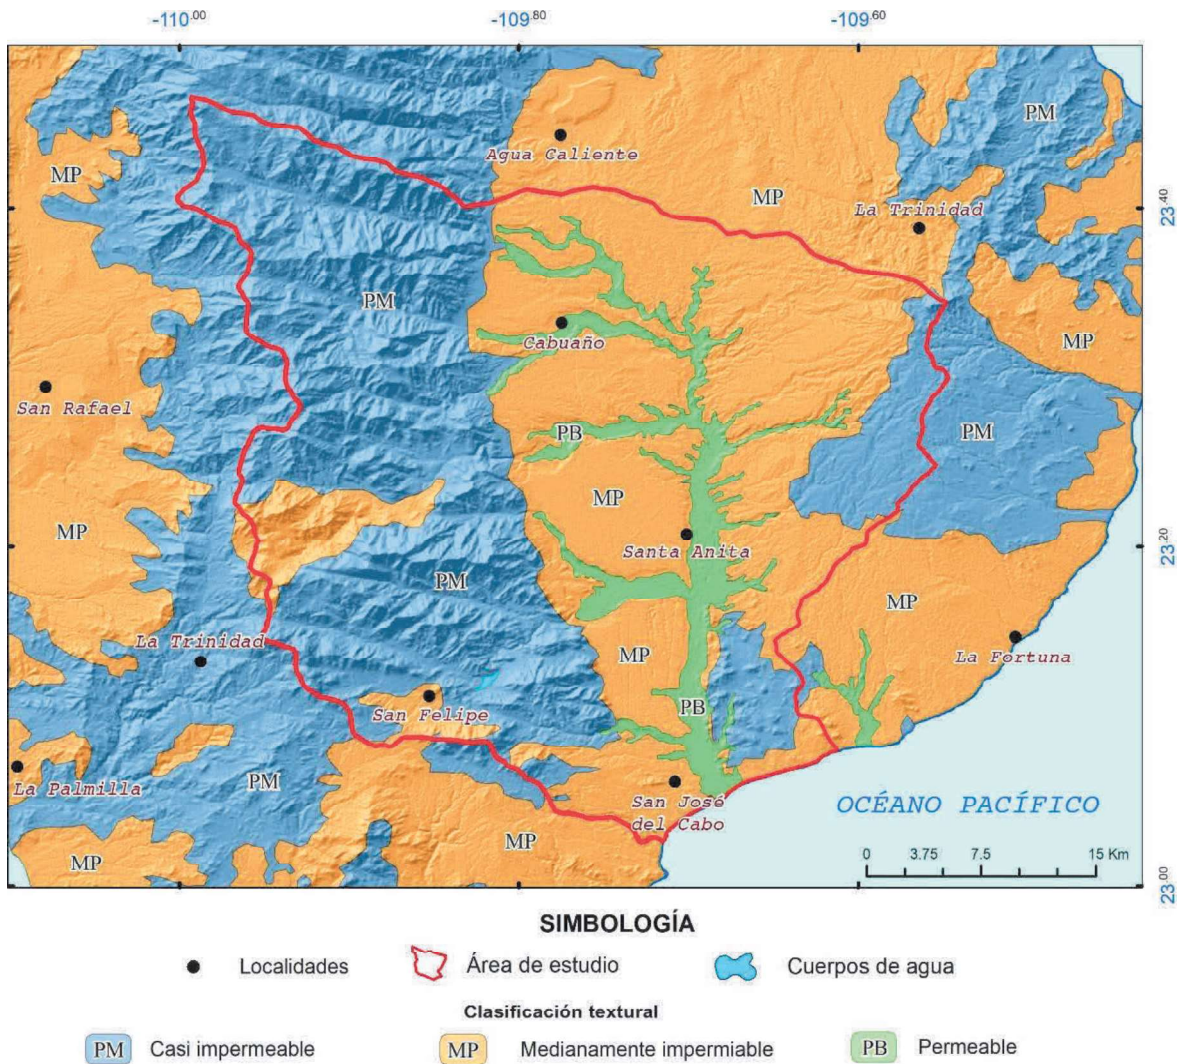 -110.00
-109.80
-109.60
PM
MP
Agua Caliente
MP
La Trinidad
23.40
PM
Cabuaño
MP
San Rafael
PB
PM
MP
MP
Santa Anita
23.20
PM
MP
La Trinidad
MP
La Fortuna
San Felipe
PB
PM
La Palmilla
San José
del Cabo
OCÉANO PACÍFICO
MP
MP
0 3.75 7.5 15 Km
23.00
SIMBOLOGÍA
Localidades
Área de estudio
Cuerpos de agua
Clasificación textural
PM Casi impermeable
MP Medianamente impermiable
PB Permeable